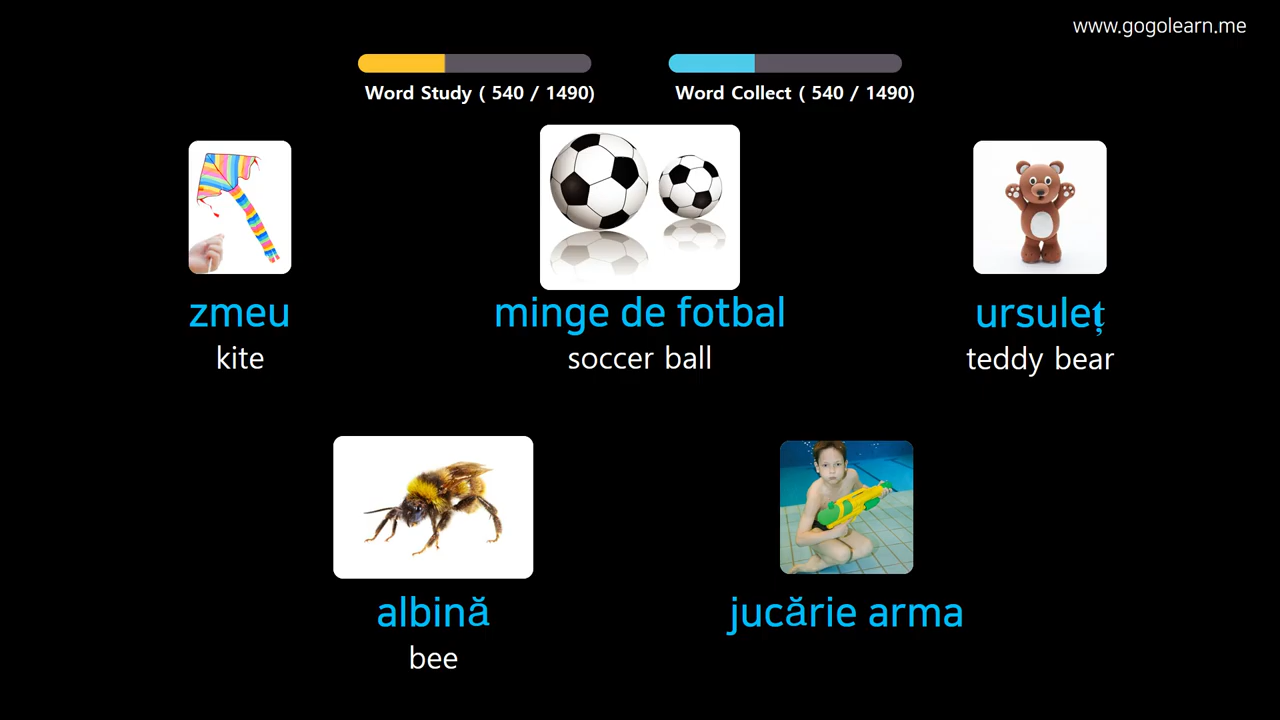 www.gogolearn.me
Word Study ( 540 / 1490)
Word Collect ( 540 / 1490)
zmeu
kite
minge de fotbal
soccer ball
ursuleț
teddy bear
albină
bee
jucărie arma